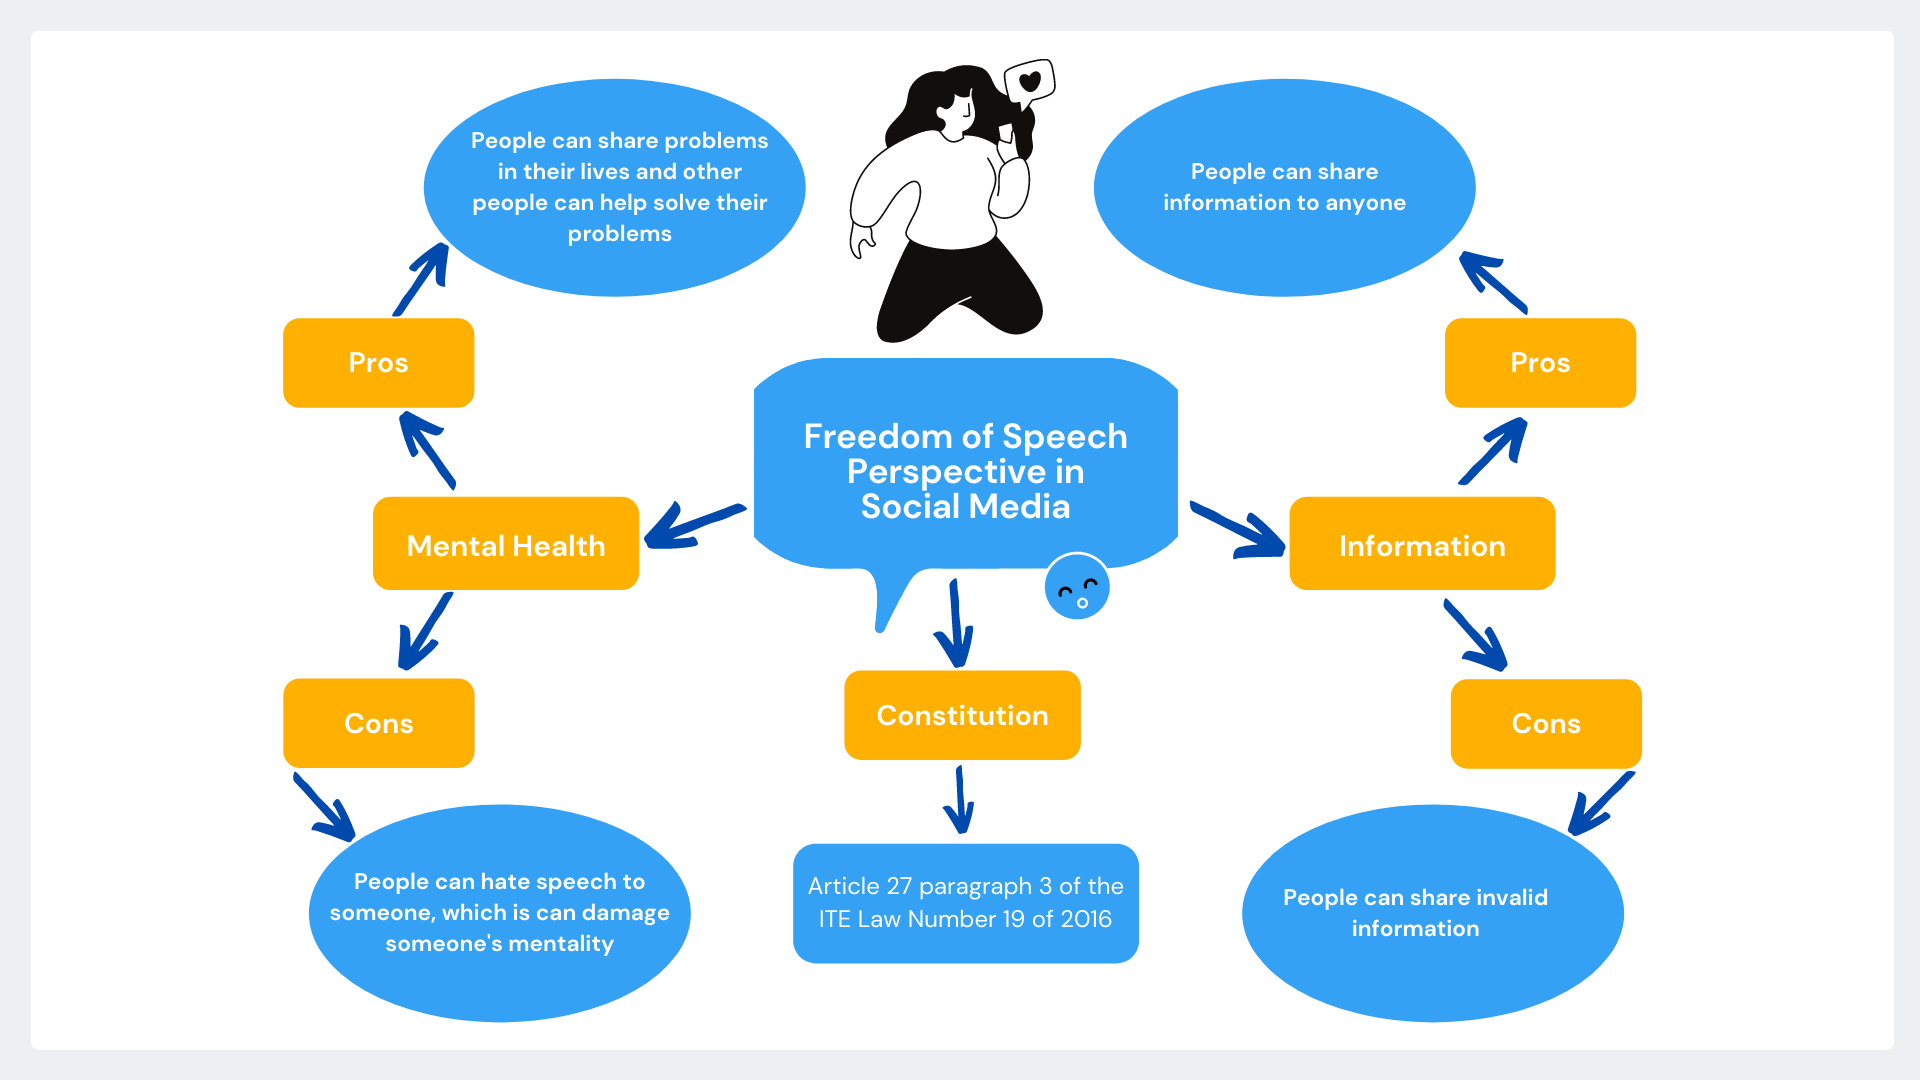 People can share problems
in their lives and other
people can help solve their
problems
People can share
information to anyone
Pros
Pros
Freedom of Speech
Perspective in
Social Media
Mental Health
Information
Cons
Constitution
Cons
People can hate speech to
someone, which is can damage
someone's mentality
Article 27 paragraph 3 of the
ITE Law Number 19 of 2016
People can share invalid
information